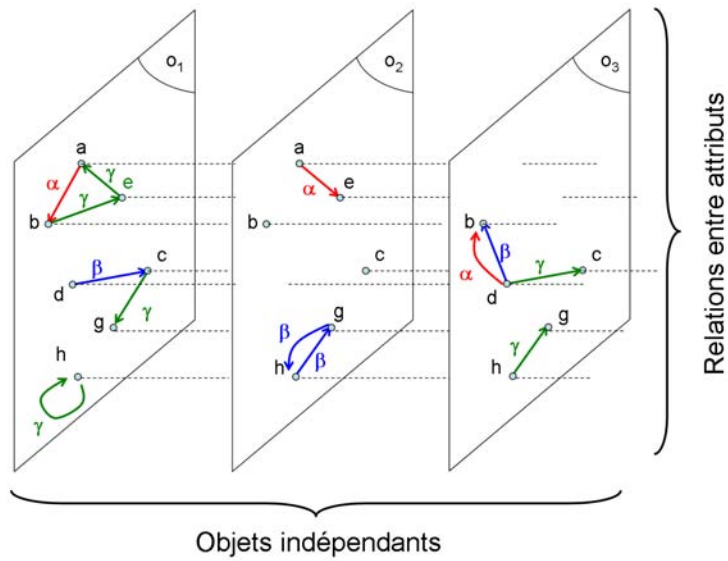 o1
o2
o3
a
γ
e
α
γ
b
β
c
d
γ
g
h
γ
a
α
e
b
c
g
β
β
h
b
β
α
γ
c
d
g
γ
h
Relations entre attributs
Objets indépendants